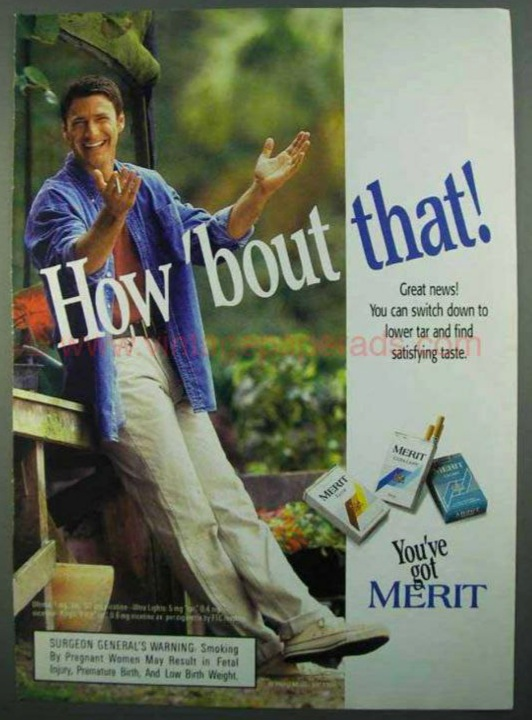 How 'bout that!
Great news!
You can switch down to
lower tar and find
satisfying taste.
MERIT
MERIT
MERIT
You've
got
MERIT
SURGEON GENERAL'S WARNING: Smoking
By Pregnant Women May Result in Fetal
Injury, Premature Birth, And Low Birth Weight.